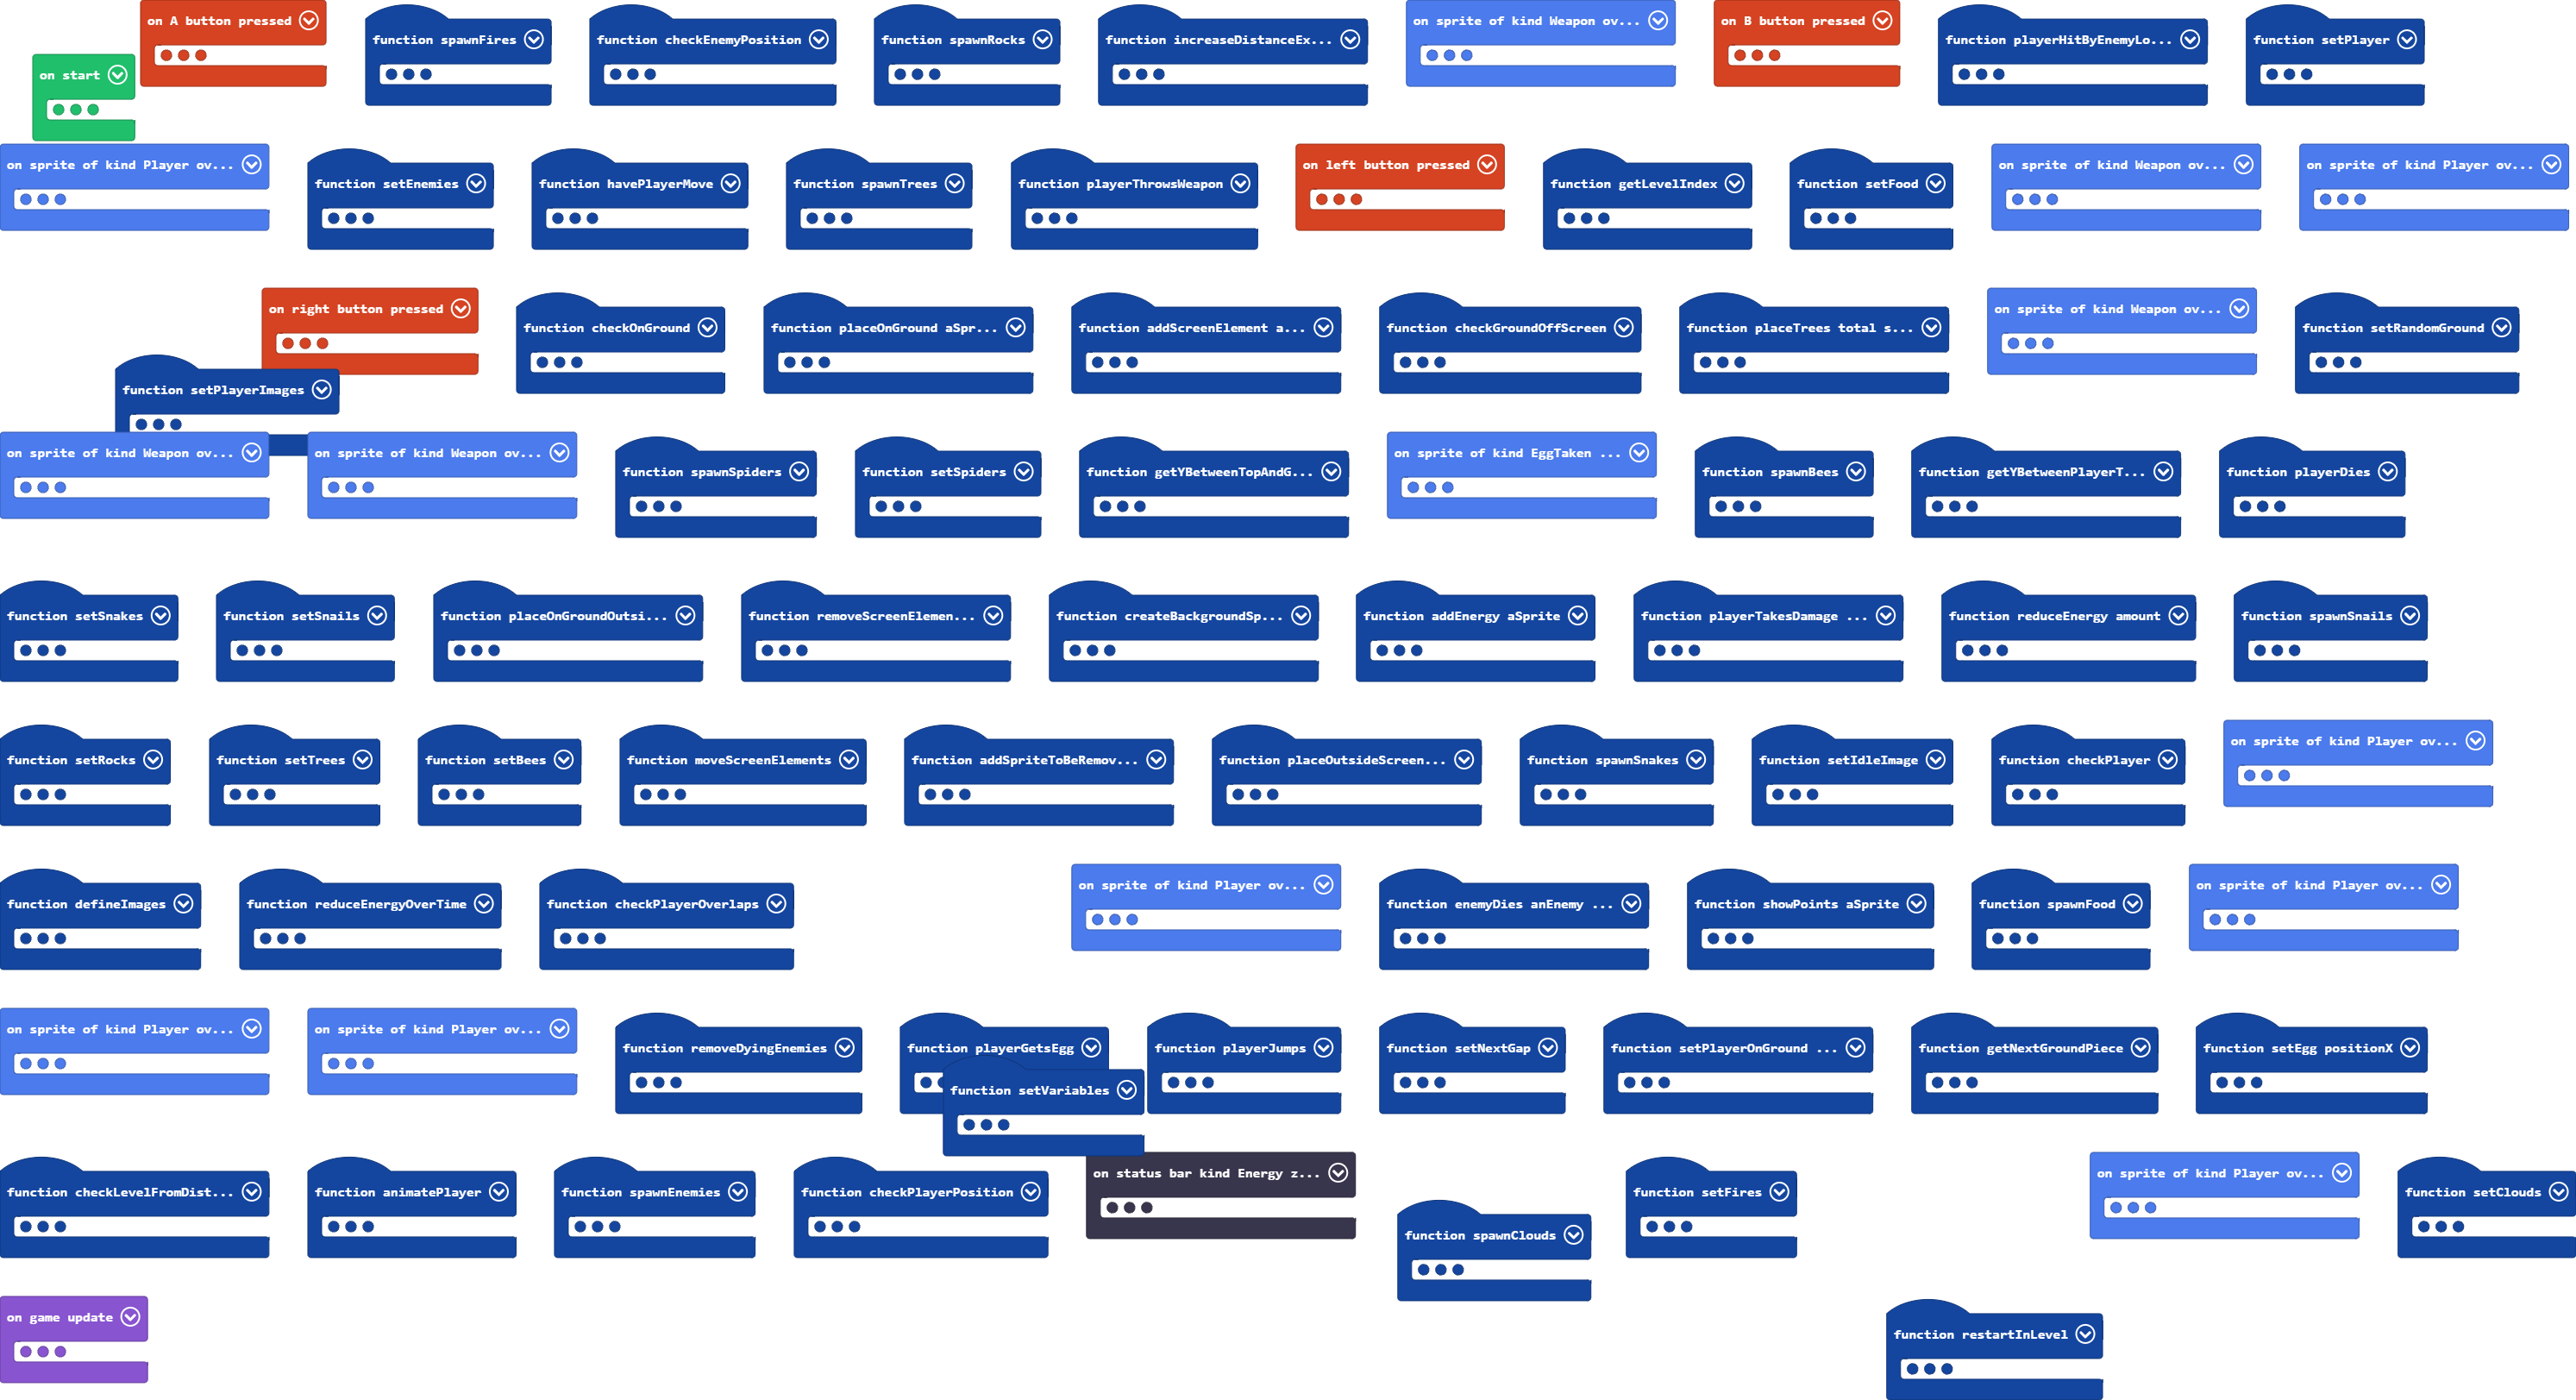 on A button pressed
function spawnFires
function checkEnemyPosition
function spawnRocks
function increaseDistanceEx...
on sprite of kind Weapon ov...
on B button pressed
function playerHitByEnemyLo...
function setPlayer
on start
on sprite of kind Player ov...
function setEnemies
function havePlayerMove
function spawnTrees
function playerThrowsWeapon
on left button pressed
function getLevelIndex
function setFood
on sprite of kind Weapon ov...
on sprite of kind Player ov...
on right button pressed
function checkOnGround
function placeOnGround aSpr...
function addScreenElement a...
function checkGroundOffScreen
function placeTrees total s...
on sprite of kind Weapon ov...
function setRandomGround
function setPlayerImages
on sprite of kind Weapon ov...
on sprite of kind Weapon ov...
function spawnSpiders
function setSpiders
function getYBetweenTopAndG...
on sprite of kind EggTaken ...
function spawnBees
function getYBetweenPlayerT...
function playerDies
function setSnakes
function setSnails
function placeOnGroundOutsi...
function removeScreenElemen...
function createBackgroundSp...
function addEnergy aSprite
function playerTakesDamage ...
function reduceEnergy amount
function spawnSnails
function setRocks
function setTrees
function setBees
function moveScreenElements
function addSpriteToBeRemov...
function placeOutsideScreen...
function spawnSnakes
function setIdleImage
function checkPlayer
on sprite of kind Player ov...
function defineImages
function reduceEnergyOverTime
function checkPlayerOverlaps
on sprite of kind Player ov...
function enemyDies anEnemy ...
function showPoints aSprite
function spawnFood
on sprite of kind Player ov...
on sprite of kind Player ov...
on sprite of kind Player ov...
function removeDyingEnemies
function playerGetsEgg
function playerJumps
function setNextGap
function setPlayerOnGround ...
function getNextGroundPiece
function setEgg positionX
function setVariables
function checkLevelFromDist...
function animatePlayer
function spawnEnemies
function checkPlayerPosition
on status bar kind Energy z...
function spawnClouds
function setFires
on sprite of kind Player ov...
function setClouds
on game update
function restartInLevel